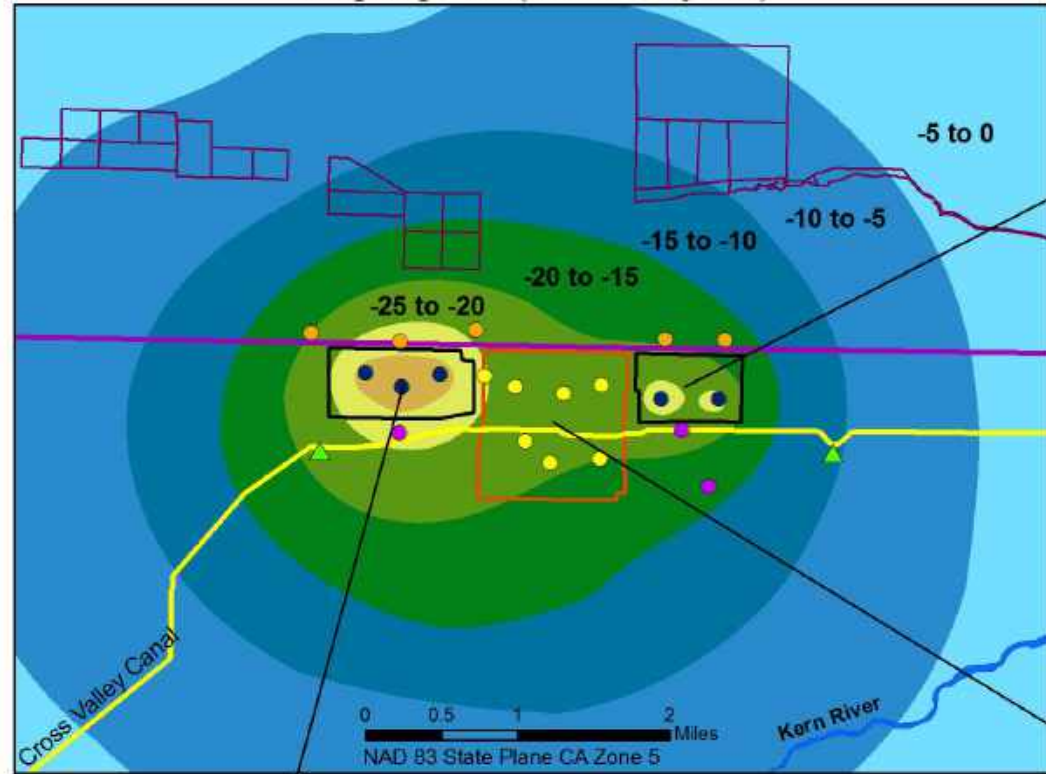 -5 to 0
-10 to -5
-15 to -10
-20 to -15
-25 to -20
Cross Valley Canal
Kern River
0 0.5 1 2
Miles
NAD 83 State Plane CA Zone 5